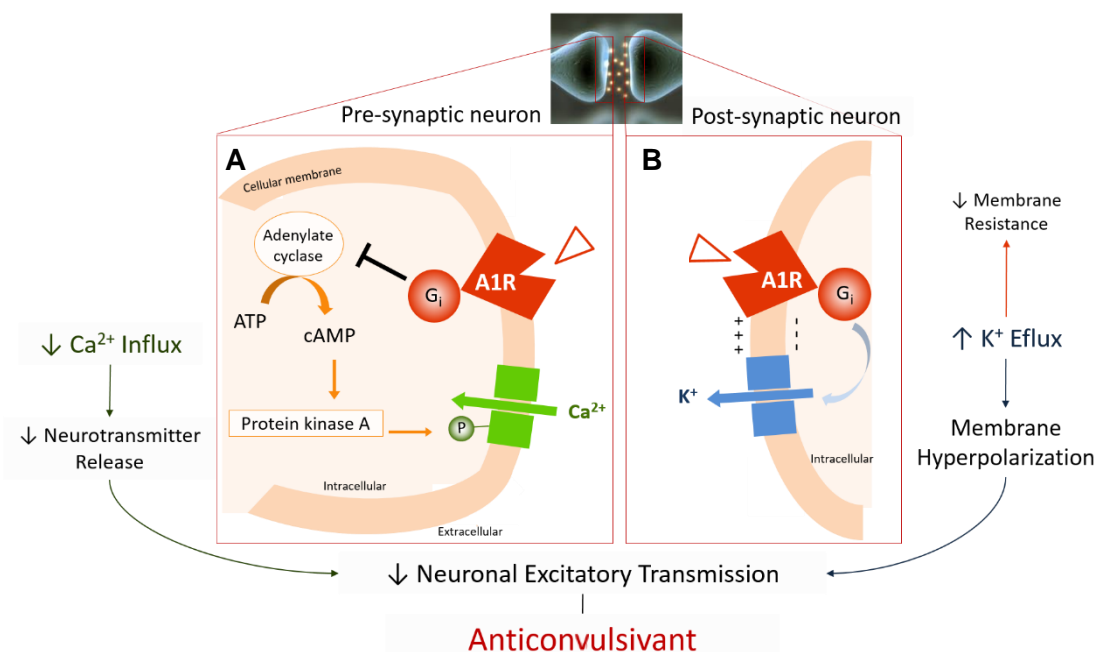 Pre-synaptic neuron
Post-synaptic neuron
A
Cellular membrane
Adenylate
cyclase
ATP
cAMP
Protein kinase A
Gi
A1R
P
Ca²⁺
Intracellular
Extracellular
B
A1R
Gi
+
+
+
-
-
-
K⁺
Intracellular
↓ Ca²⁺ Influx
↓ Neurotransmitter
Release
↓ Membrane
Resistance
↑ K⁺ Eflux
Membrane
Hyperpolarization
↓ Neuronal Excitatory Transmission
Anticonvulsivant